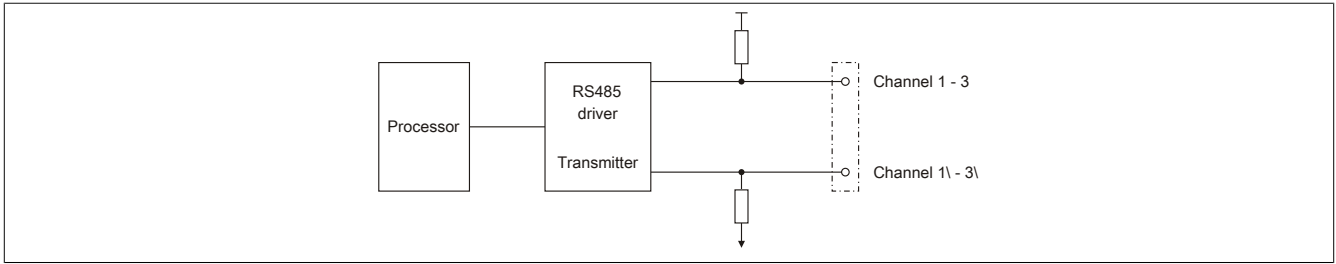 Processor
RS485
driver
Transmitter
Channel 1 - 3
Channel 1\ - 3\